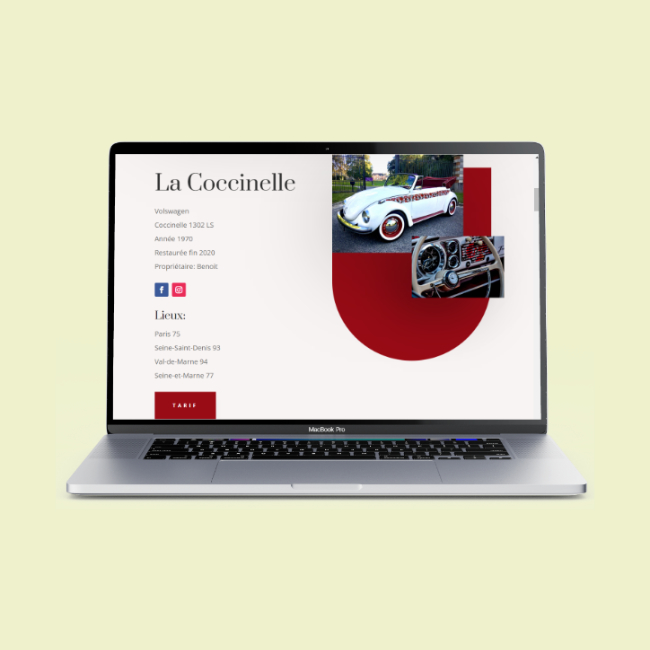 La Coccinelle
Volswagen
Coccinelle 1302 LS
Année 1970
Restaurée fin 2020
Propriétaire: Benoit
Lieux:
Paris 75
Seine-Saint-Denis 93
Val-de-Marne 94
Seine-et-Marne 77
TARIF
MacBook Pro